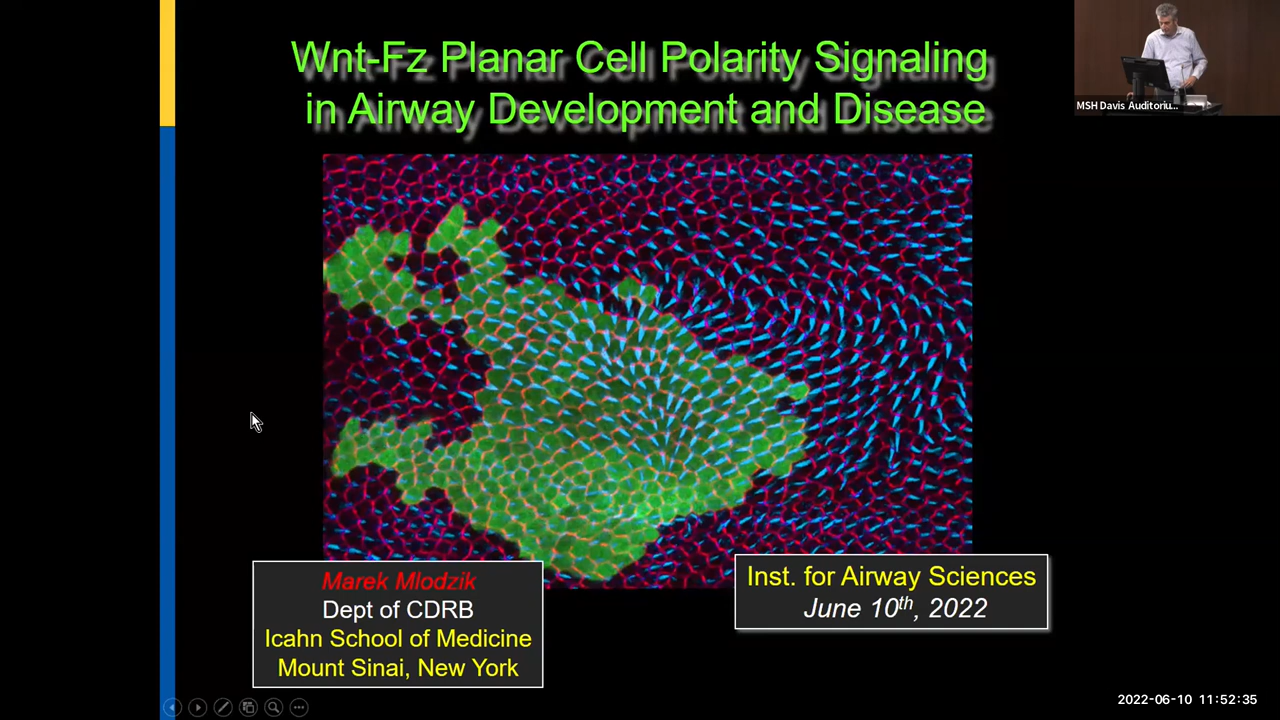 Wnt-Fz Planar Cell Polarity Signaling
in Airway Development and Disease
MSH Davis Auditoriu...
Marek Mlodzik
Dept of CDRB
Icahn School of Medicine
Mount Sinai, New York
Inst. for Airway Sciences
June 10th, 2022
2022-06-10 11:52:35